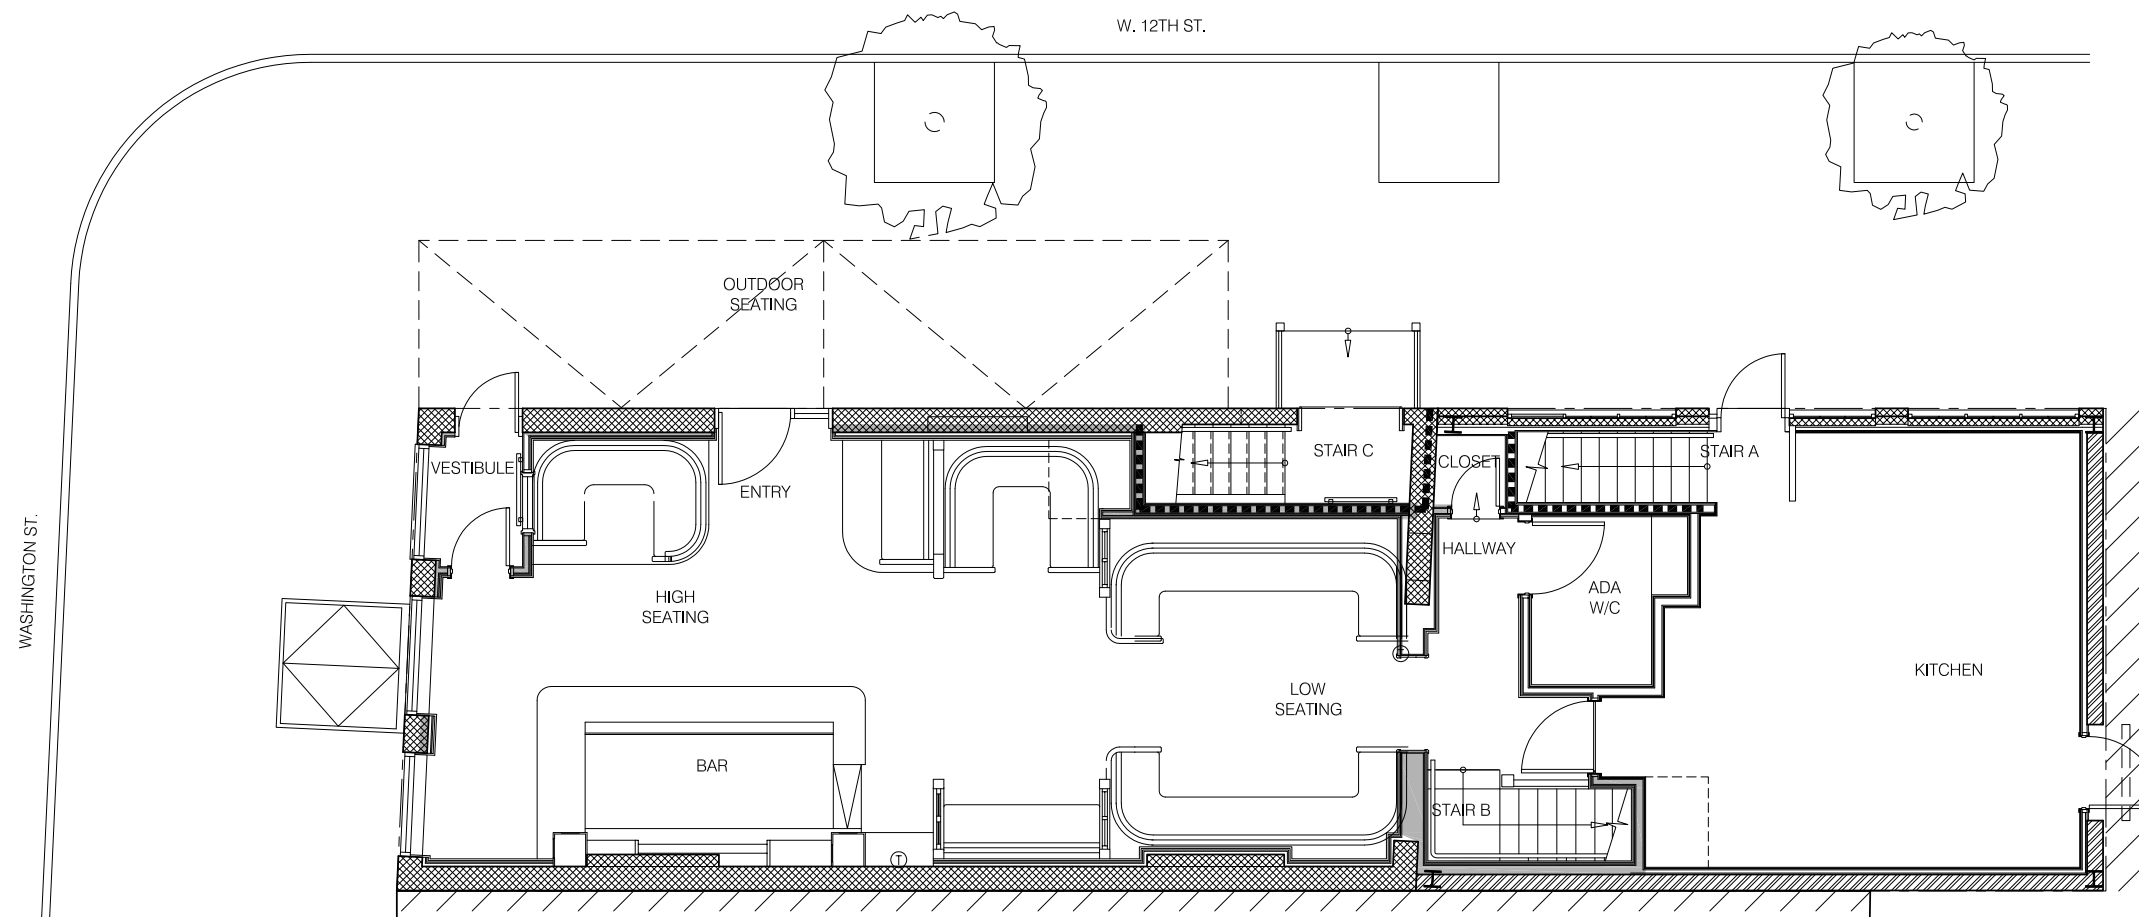 W. 12TH ST.
OUTDOOR
SEATING
STAIR C
STAIR A
CLOSET
VESTIBULE
ENTRY
HALLWAY
WASHINGTON ST.
HIGH
SEATING
ADA
W/C
KITCHEN
LOW
SEATING
BAR
STAIR B
T